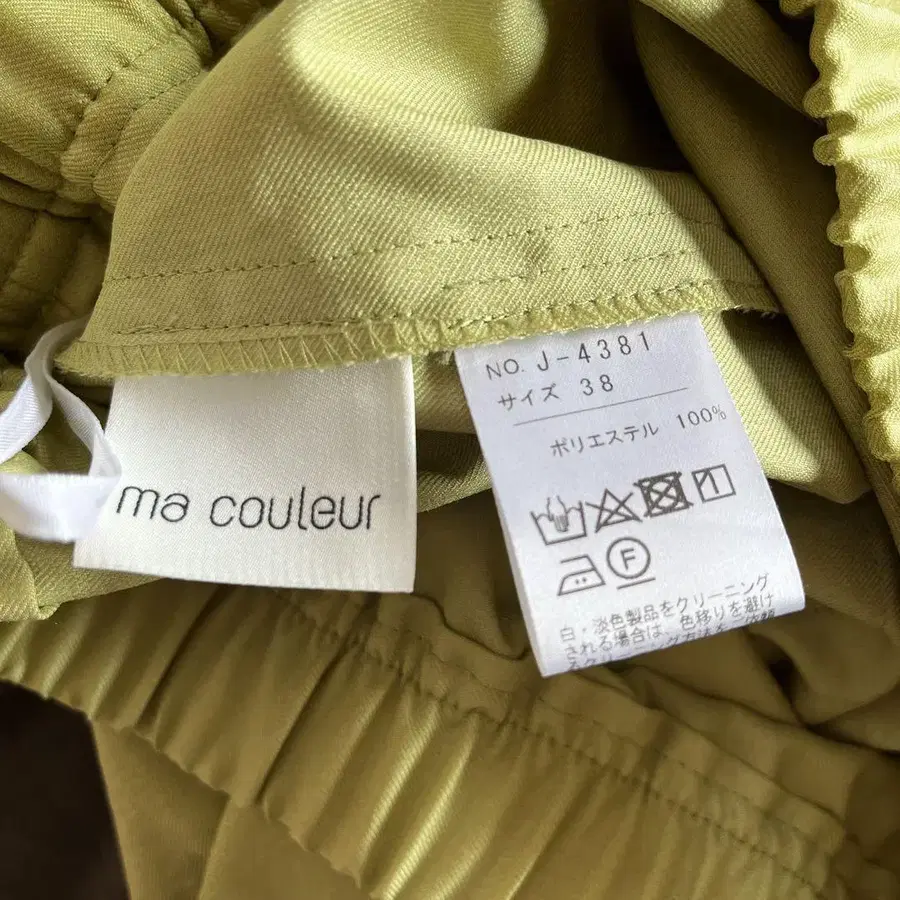 ma couleur
NO. J-4381
サイズ 38
ポリエステル 100%
F
白・淡色製品をクリーニング
される場合は、色移りを避け